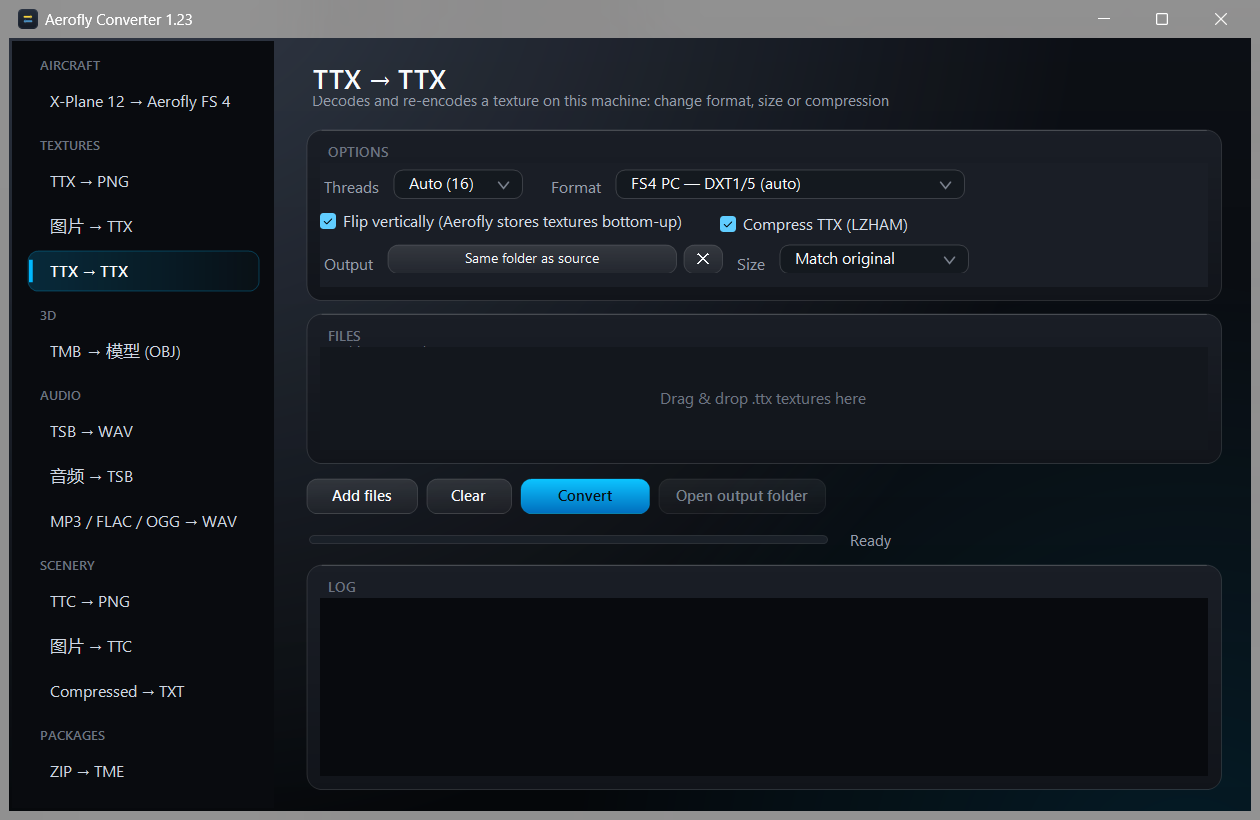 Aerofly Converter 1.23
AIRCRAFT
X-Plane 12 → Aerofly FS 4
TEXTURES
TTX → PNG
图片 → TTX
TTX → TTX
3D
TMB → 模型 (OBJ)
AUDIO
TSB → WAV
音频 → TSB
MP3 / FLAC / OGG → WAV
SCENERY
TTC → PNG
图片 → TTC
Compressed → TXT
PACKAGES
ZIP → TME
TTX → TTX
Decodes and re-encodes a texture on this machine: change format, size or compression
OPTIONS
Threads Auto (16) Format FS4 PC — DXT1/5 (auto)
Flip vertically (Aerofly stores textures bottom-up) Compress TTX (LZHAM)
Output Same folder as source Size Match original
FILES
Drag & drop .ttx textures here
Add files Clear Convert Open output folder
Ready
LOG